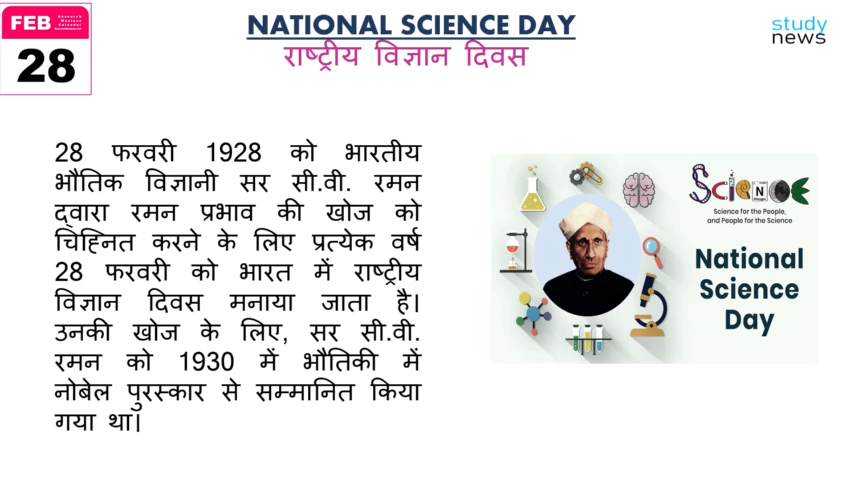 FEB
28
NATIONAL SCIENCE DAY
राष्ट्रीय विज्ञान दिवस
study
news
28 फरवरी 1928 को भारतीय
भौतिक विज्ञानी सर सी.वी. रमन
द्वारा रमन प्रभाव की खोज को
चिह्नित करने के लिए प्रत्येक वर्ष
28 फरवरी को भारत में राष्ट्रीय
विज्ञान दिवस मनाया जाता है।
उनकी खोज के लिए, सर सी.वी.
रमन को 1930 में भौतिकी में
नोबेल पुरस्कार से सम्मानित किया
गया था।
SCIENCE
Science for the People,
and People for the Science
National
Science
Day